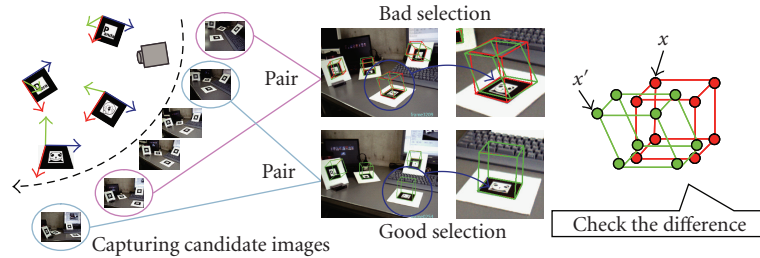 Bad selection
Pair
Pair
Good selection
Capturing candidate images
x
x′
Check the difference